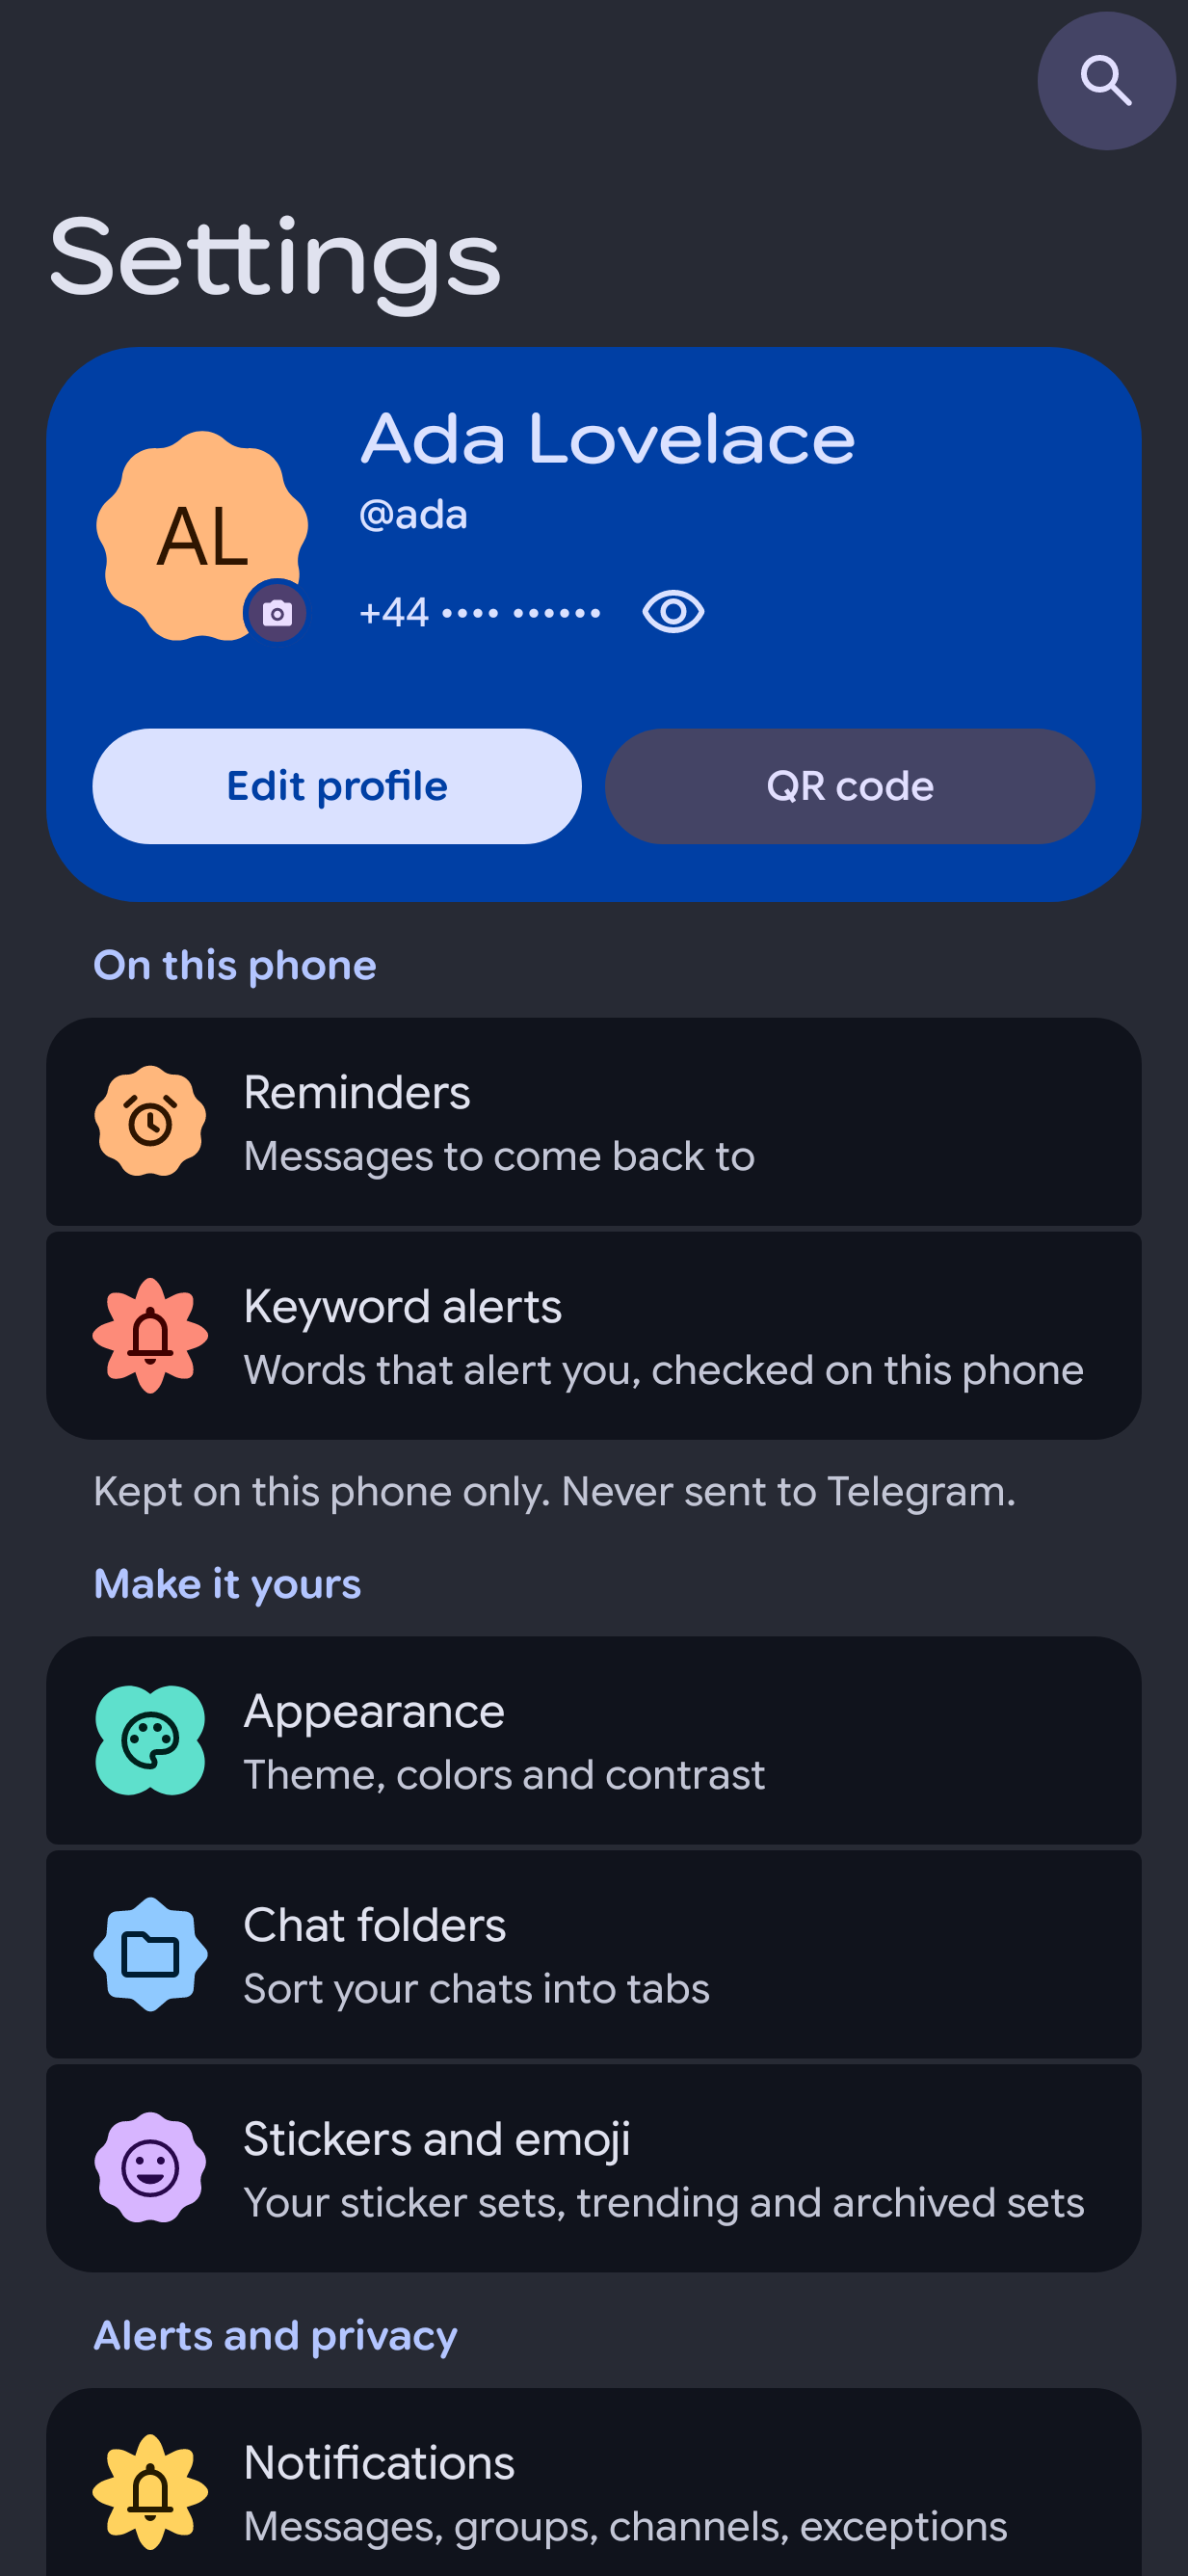 Settings
AL
Ada Lovelace
@ada
+44 •••• ••••••
Edit profile
QR code
On this phone
Reminders
Messages to come back to
Keyword alerts
Words that alert you, checked on this phone
Kept on this phone only. Never sent to Telegram.
Make it yours
Appearance
Theme, colors and contrast
Chat folders
Sort your chats into tabs
Stickers and emoji
Your sticker sets, trending and archived sets
Alerts and privacy
Notifications
Messages, groups, channels, exceptions